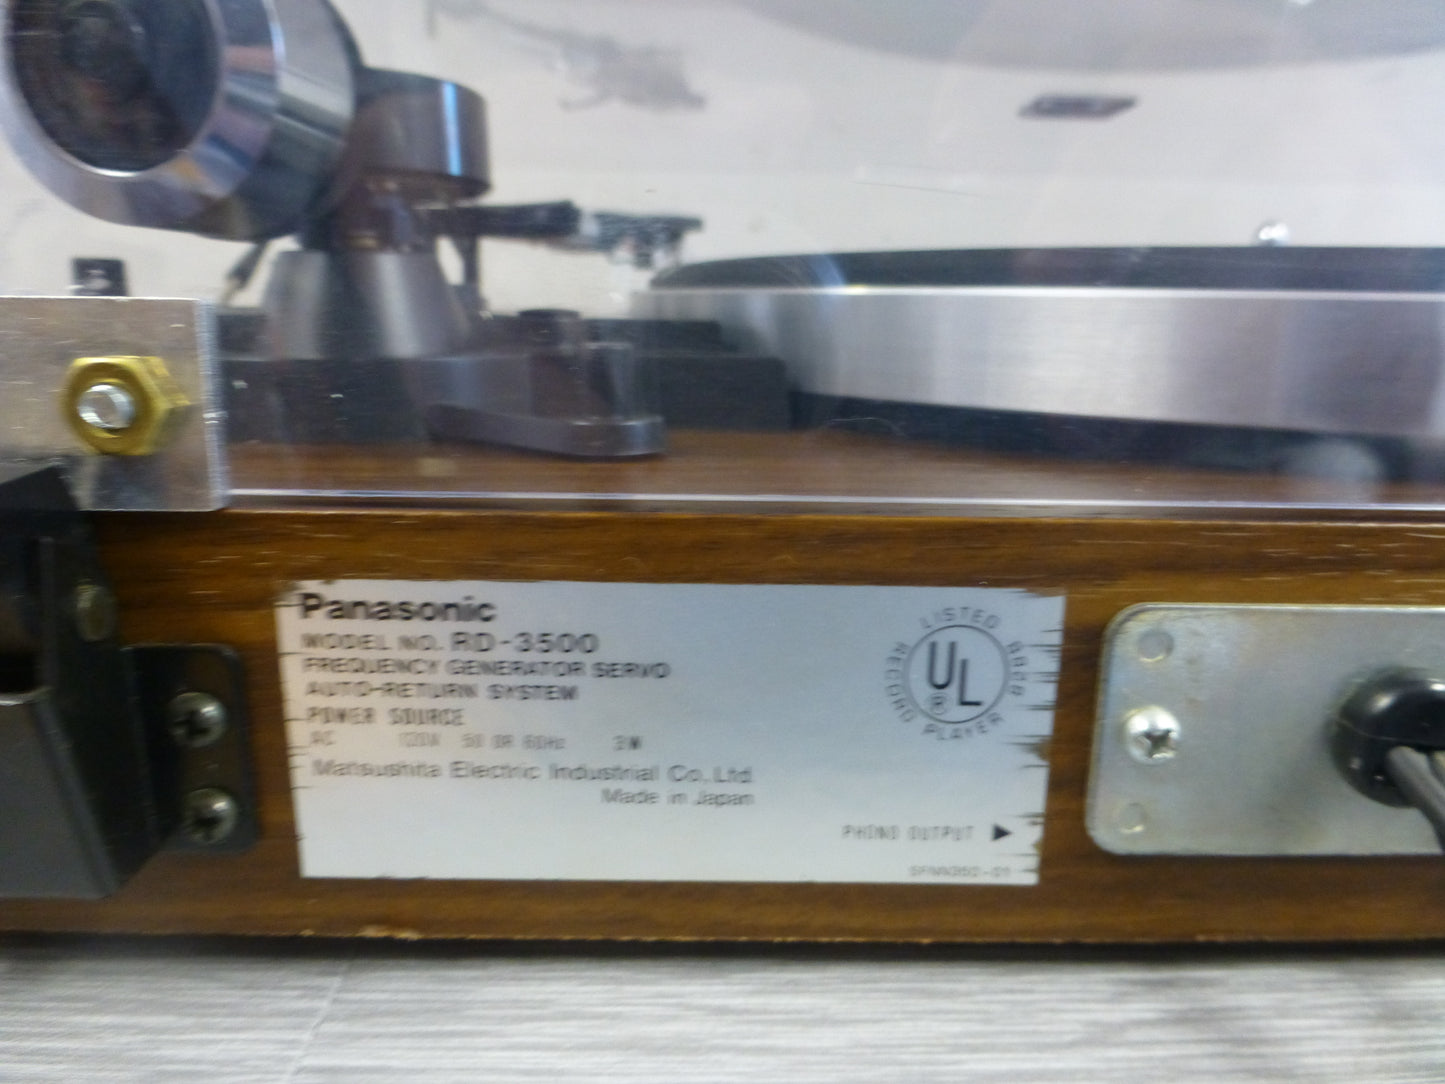 Panasonic
MODEL NO. RD-3500
FREQUENCY GENERATOR SERVO
AUTO-RETURN SYSTEM
POWER SOURCE
AC 120V 50 OR 60Hz
Matsushita Electric Industrial Co., Ltd.
Made in Japan
LISTED
UL
®
RECORD PLAYER
PHONO OUTPUT ▶